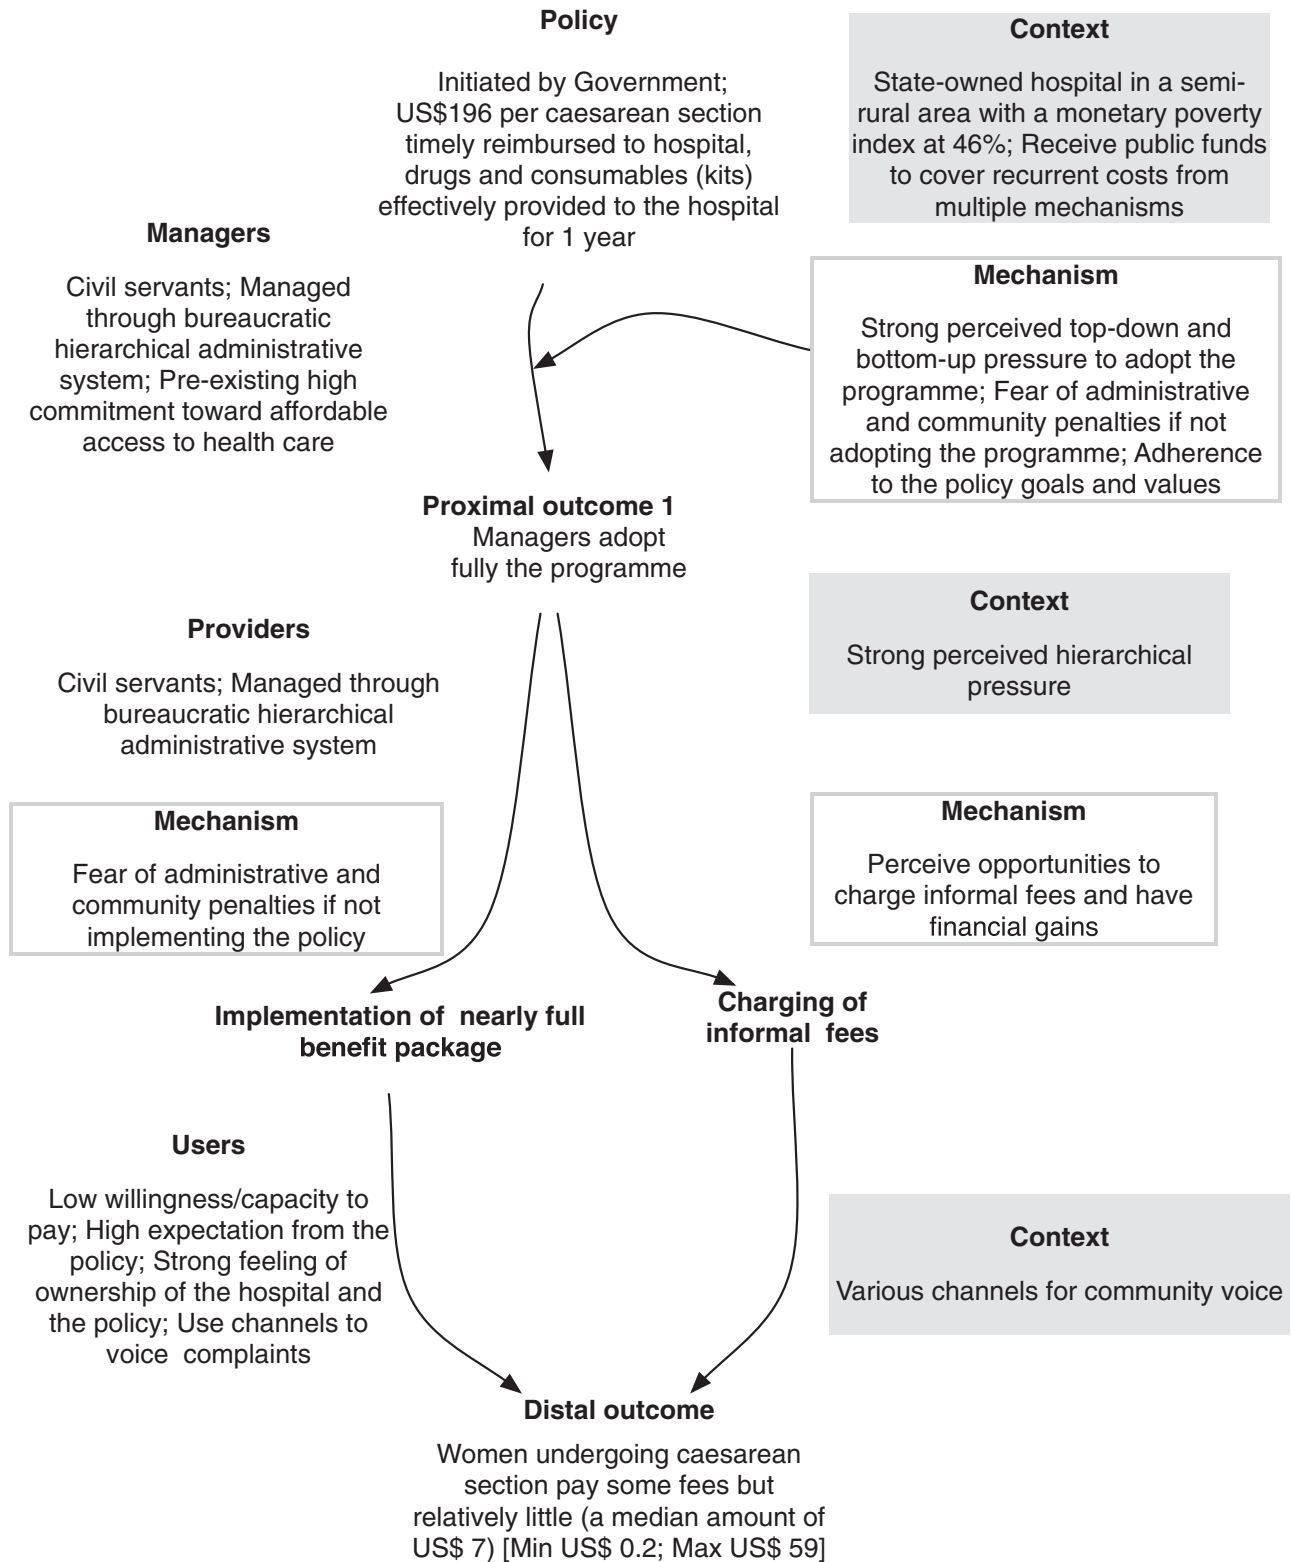 Policy
Initiated by Government;
US$196 per caesarean section
timely reimbursed to hospital,
drugs and consumables (kits)
effectively provided to the hospital
for 1 year
Context
State-owned hospital in a semi-
rural area with a monetary poverty
index at 46%; Receive public funds
to cover recurrent costs from
multiple mechanisms
Managers
Civil servants; Managed
through bureaucratic
hierarchical administrative
system; Pre-existing high
commitment toward affordable
access to health care
Mechanism
Strong perceived top-down and
bottom-up pressure to adopt the
programme; Fear of administrative
and community penalties if not
adopting the programme; Adherence
to the policy goals and values
Proximal outcome 1
Managers adopt
fully the programme
Context
Strong perceived hierarchical
pressure
Providers
Civil servants; Managed through
bureaucratic hierarchical
administrative system
Mechanism
Fear of administrative and
community penalties if not
implementing the policy
Mechanism
Perceive opportunities to
charge informal fees and have
financial gains
Implementation of  nearly full
benefit package
Charging of
informal  fees
Users
Low willingness/capacity to
pay; High expectation from the
policy; Strong feeling of
ownership of the hospital and
the policy; Use channels to
voice  complaints
Context
Various channels for community voice
Distal outcome
Women undergoing caesarean
section pay some fees but
relatively little (a median amount of
US$ 7) [Min US$ 0.2; Max US$ 59]